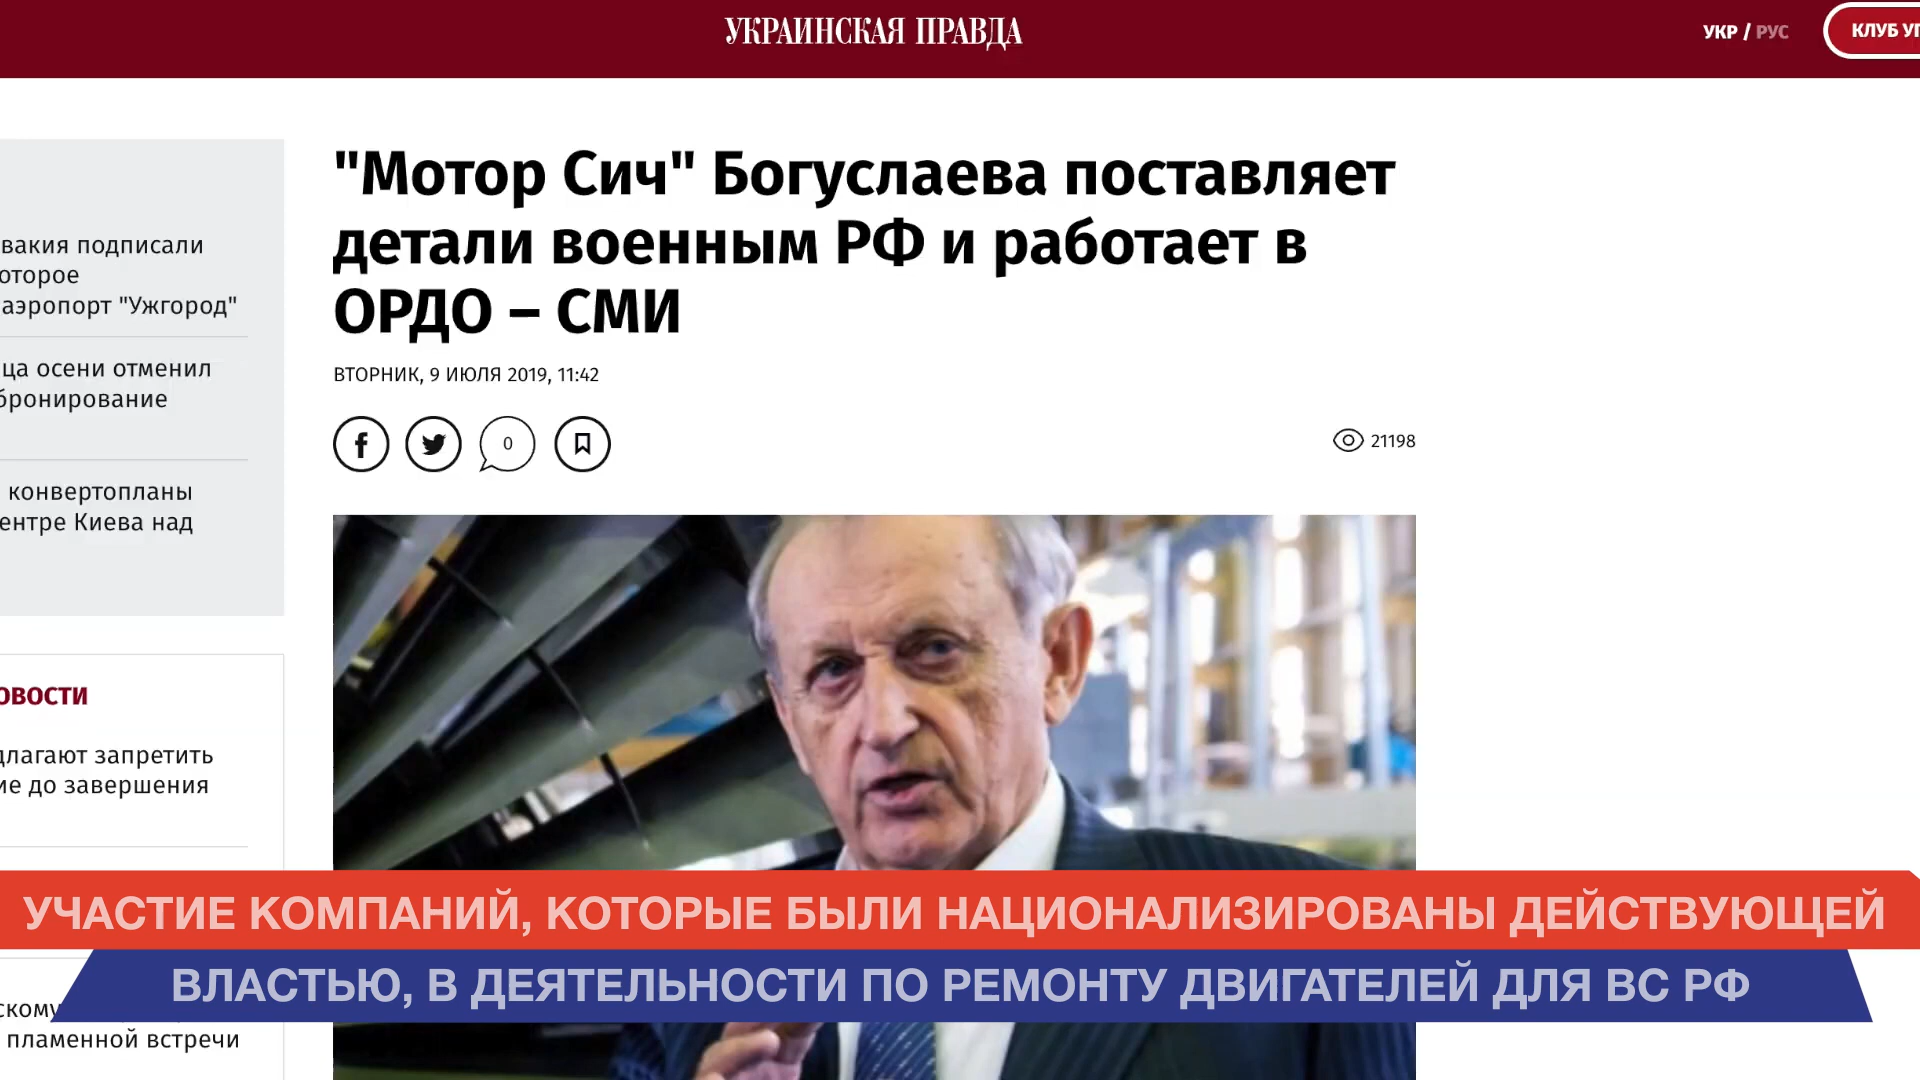 УКРАИНСКАЯ ПРАВДА
УКР / РУС
КЛУБ
вакия подписали
оторое
аэропорт "Ужгород"
ца осени отменил
бронирование
конвертопланы
ентре Киева над
овости
длагают запретить
ие до завершения
скому
пламенной встречи
"Мотор Сич" Богуслаева поставляет
детали военным РФ и работает в
ОРДО – СМИ
ВТОРНИК, 9 ИЮЛЯ 2019, 11:42
0
21198
УЧАСТИЕ КОМПАНИЙ, КОТОРЫЕ БЫЛИ НАЦИОНАЛИЗИРОВАНЫ ДЕЙСТВУЮЩЕЙ
ВЛАСТЬЮ, В ДЕЯТЕЛЬНОСТИ ПО РЕМОНТУ ДВИГАТЕЛЕЙ ДЛЯ ВС РФ